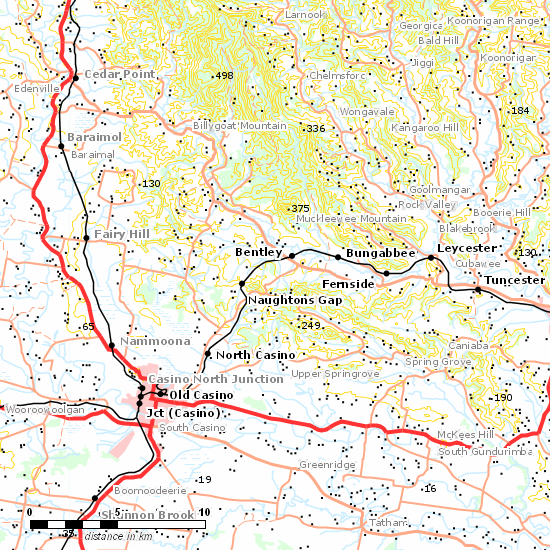 Larnook
Georgica
Koonorigan Range
Bald Hill
Koonorigan
Jiggi
Cedar Point
498
Chelmsford
Edenville
184
Wongavale
Billygoat Mountain
336
Kangaroo Hill
Baraimol
Baraimal
130
Goolmangar
Rock Valley
375
Muckleewee Mountain
Booerie Hill
Blakebrook
Fairy Hill
Bentley
Bungabbee
Leycester
130
Cubawee
Fernside
Tuncester
Naughtons Gap
65
249
Nammoona
Caniaba
North Casino
Spring Grove
Upper Springrove
Casino North Junction
Old Casino
190
Wooroowoolgan
Jct (Casino)
South Casino
McKees Hill
South Gundurimba
Greenridge
19
Boomoodeerie
16
Shannon Brook
0
5
10
Tatham
33
distance in km